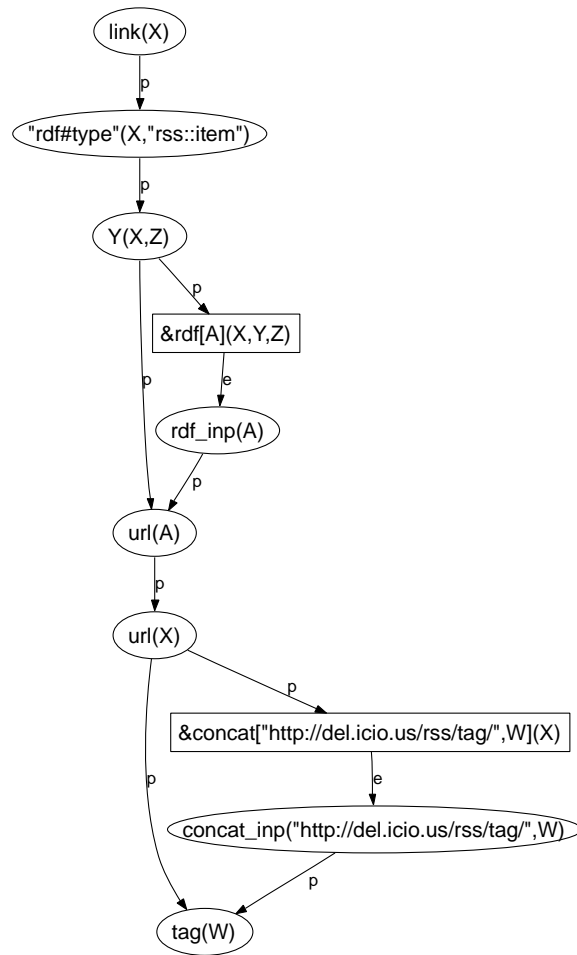 link(X)
p
"rdf#type"(X,"rss::item")
p
Y(X,Z)
p
&rdf[A](X,Y,Z)
p
e
rdf_inp(A)
p
url(A)
p
url(X)
p
&concat["http://del.icio.us/rss/tag/",W](X)
p
e
concat_inp("http://del.icio.us/rss/tag/",W)
p
tag(W)